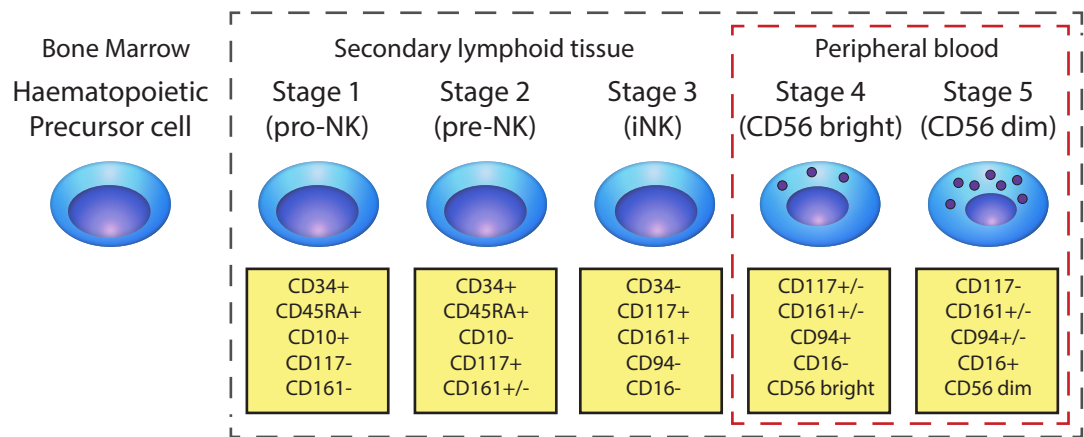 Bone Marrow
Haematopoietic
Precursor cell
Secondary lymphoid tissue
Stage 1
(pro-NK)
Stage 2
(pre-NK)
Stage 3
(iNK)
Peripheral blood
Stage 4
(CD56 bright)
Stage 5
(CD56 dim)
CD34+
CD45RA+
CD10+
CD117-
CD161-
CD34+
CD45RA+
CD10-
CD117+
CD161+/-
CD34-
CD117+
CD161+
CD94-
CD16-
CD117+/-
CD161+/-
CD94+
CD16-
CD56 bright
CD117-
CD161+/-
CD94+/-
CD16+
CD56 dim